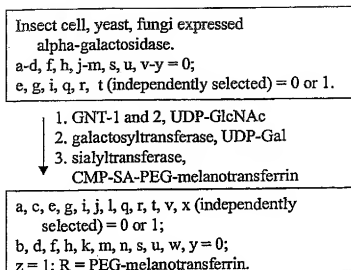 Insect cell, yeast, fungi expressed
alpha-galactosidase.
a-d, f, h, j-m, s, u, v-y = 0;
e, g, i, q, r, t (independently selected) = 0 or 1.
1. GNT-1 and 2, UDP-GlcNAc
2. galactosyltransferase, UDP-Gal
3. sialyltransferase,
CMP-SA-PEG-melanotransferrin
a, c, e, g, i, j, l, q, r, t, v, x (independently
selected) = 0 or 1;
b, d, f, h, k, m, n, s, u, w, y = 0;
z = 1; R = PEG-melanotransferrin.